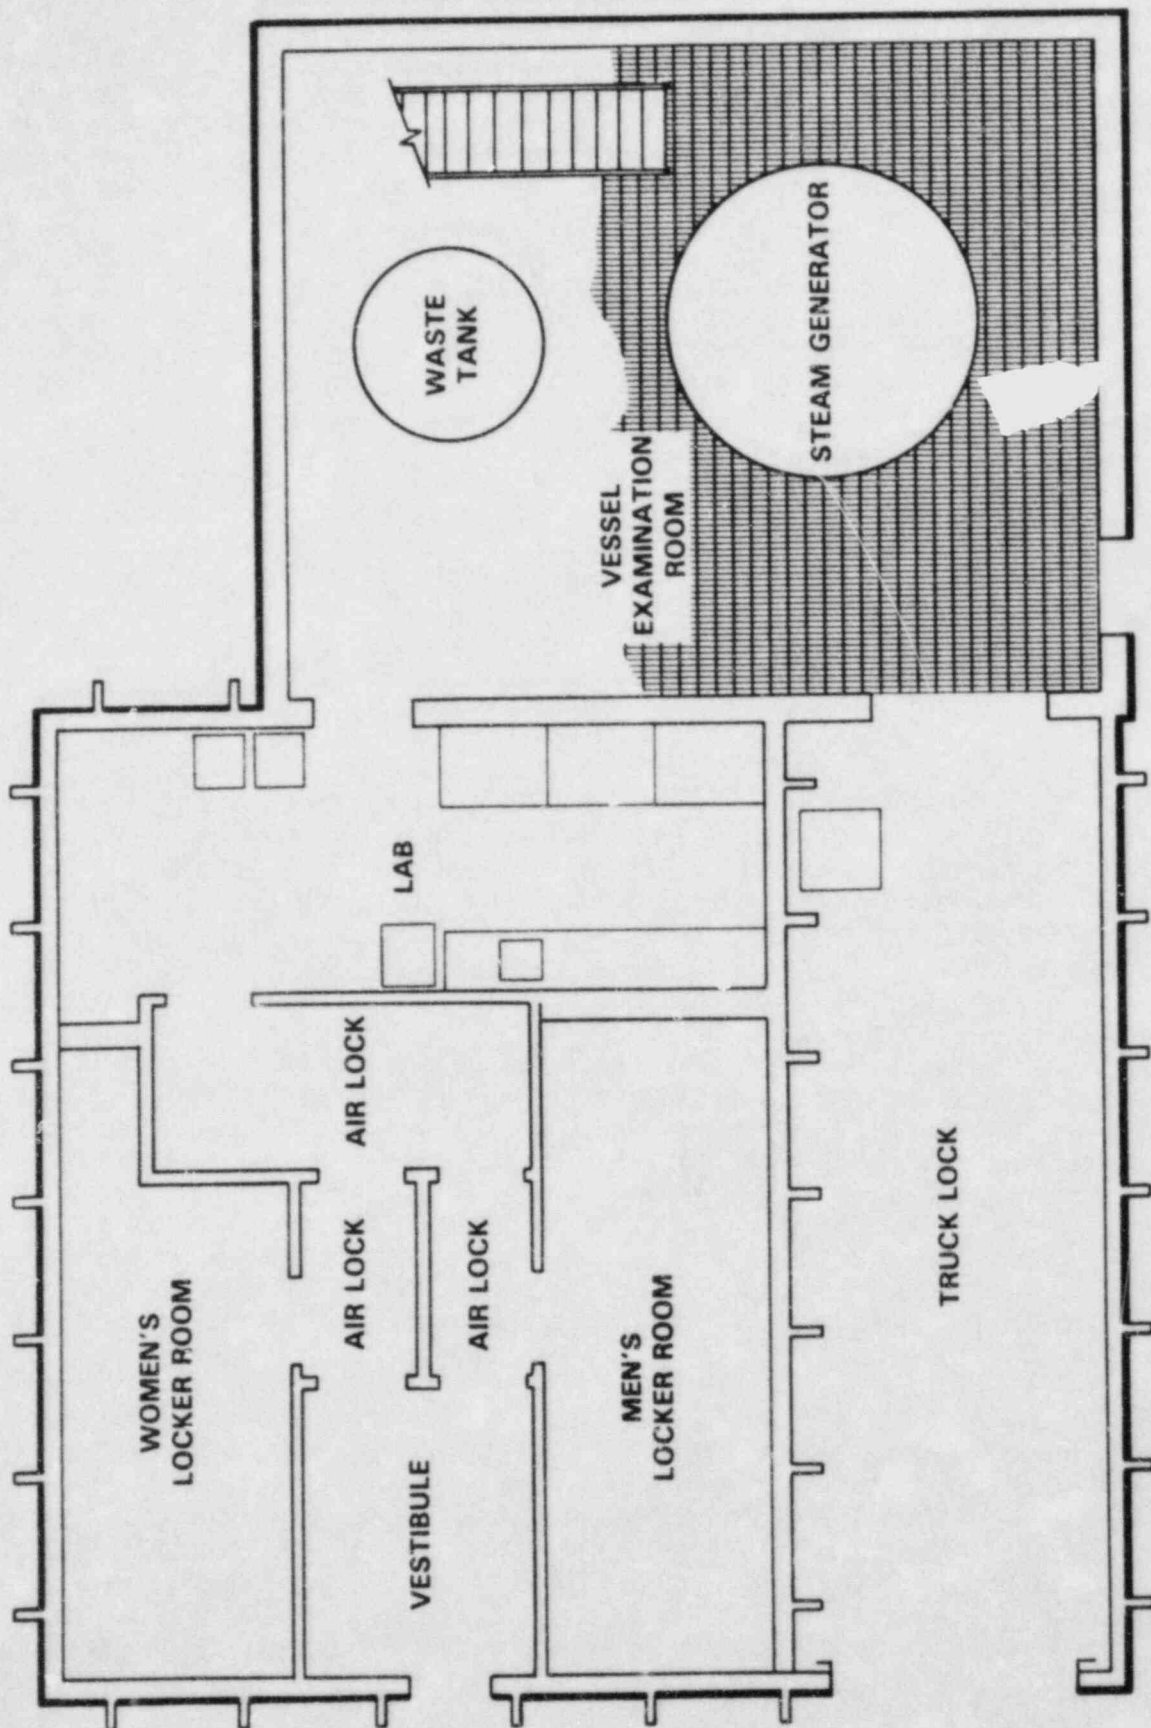 WOMEN'S
LOCKER ROOM
VESTIBULE
AIR LOCK
AIR LOCK
AIR LOCK
MEN'S
LOCKER ROOM
LAB
TRUCK LOCK
WASTE
TANK
VESSEL
EXAMINATION
ROOM
STEAM GENERATOR